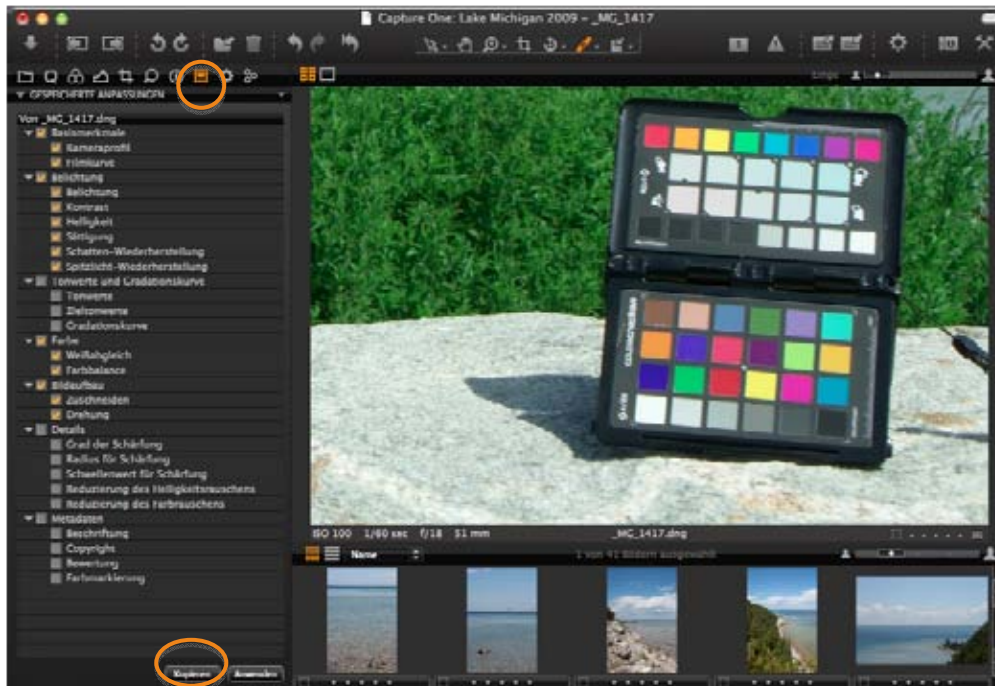 Capture One: Lake Michigan 2009 – _MG_1417
GESPEICHERTE ANPASSUNGEN
Von _MG_1417.dng
Basismerkmale
Kameraprofil
Filmkurve
Belichtung
Belichtung
Kontrast
Helligkeit
Sättigung
Schatten-Wiederherstellung
Spitzlicht-Wiederherstellung
Tonwerte und Gradationskurve
Tonwerte
Zieltonwerte
Gradationskurve
Farbe
Weißabgleich
Farbbalance
Bildaufbau
Zuschneiden
Drehung
Details
Grad der Schärfung
Radius für Schärfung
Schwellenwert für Schärfung
Reduzierung des Helligkeitsrauschens
Reduzierung des Farbrauschens
Metadaten
Beschriftung
Copyright
Bewertung
Farbmarkierung
Kopieren
Anwenden
ISO 100 1/60 sec f/18 51 mm
_MG_1417.dng
Name
1 von 41 Bildern ausgewählt